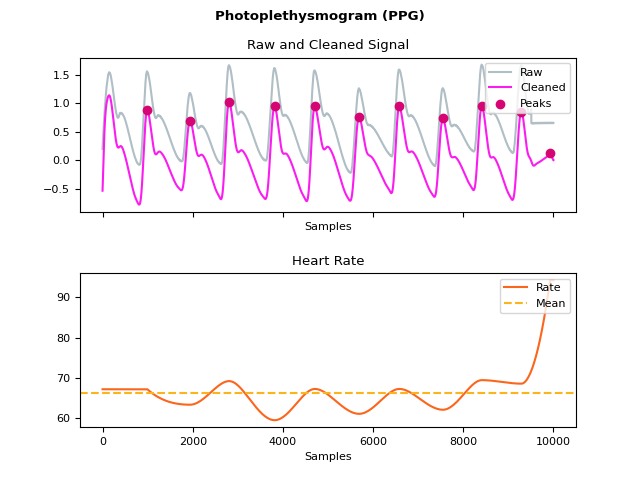 Photoplethysmogram (PPG)
Raw and Cleaned Signal
1.5
1.0
0.5
0.0
−0.5
Raw
Cleaned
Peaks
Samples
Heart Rate
90
80
70
60
Rate
Mean
0 2000 4000 6000 8000 10000
Samples